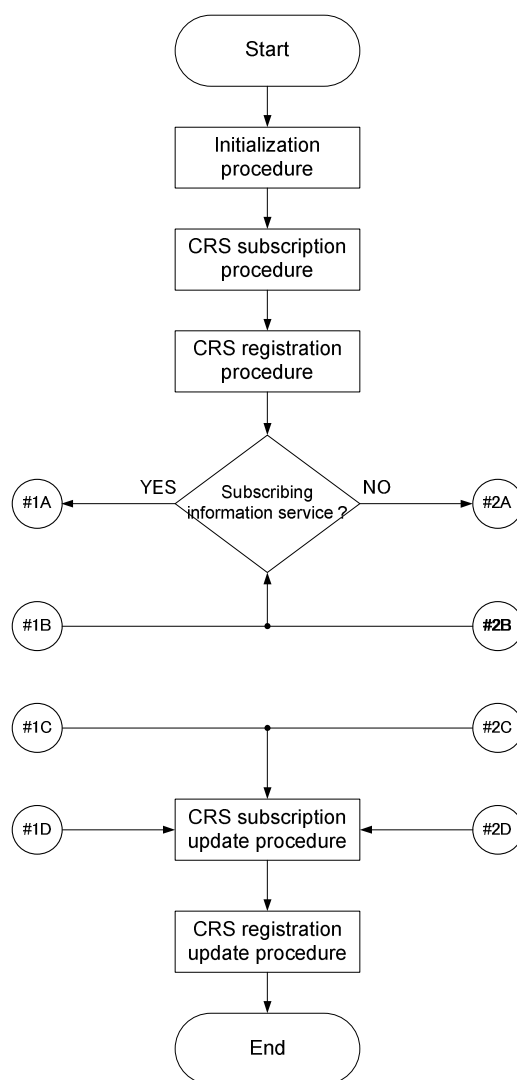 Start
Initialization
procedure
CRS subscription
procedure
CRS registration
procedure
YES
NO
#1A
Subscribing
information service ?
#2A
#1B
#2B
#1C
#2C
#1D
CRS subscription
update procedure
#2D
CRS registration
update procedure
End